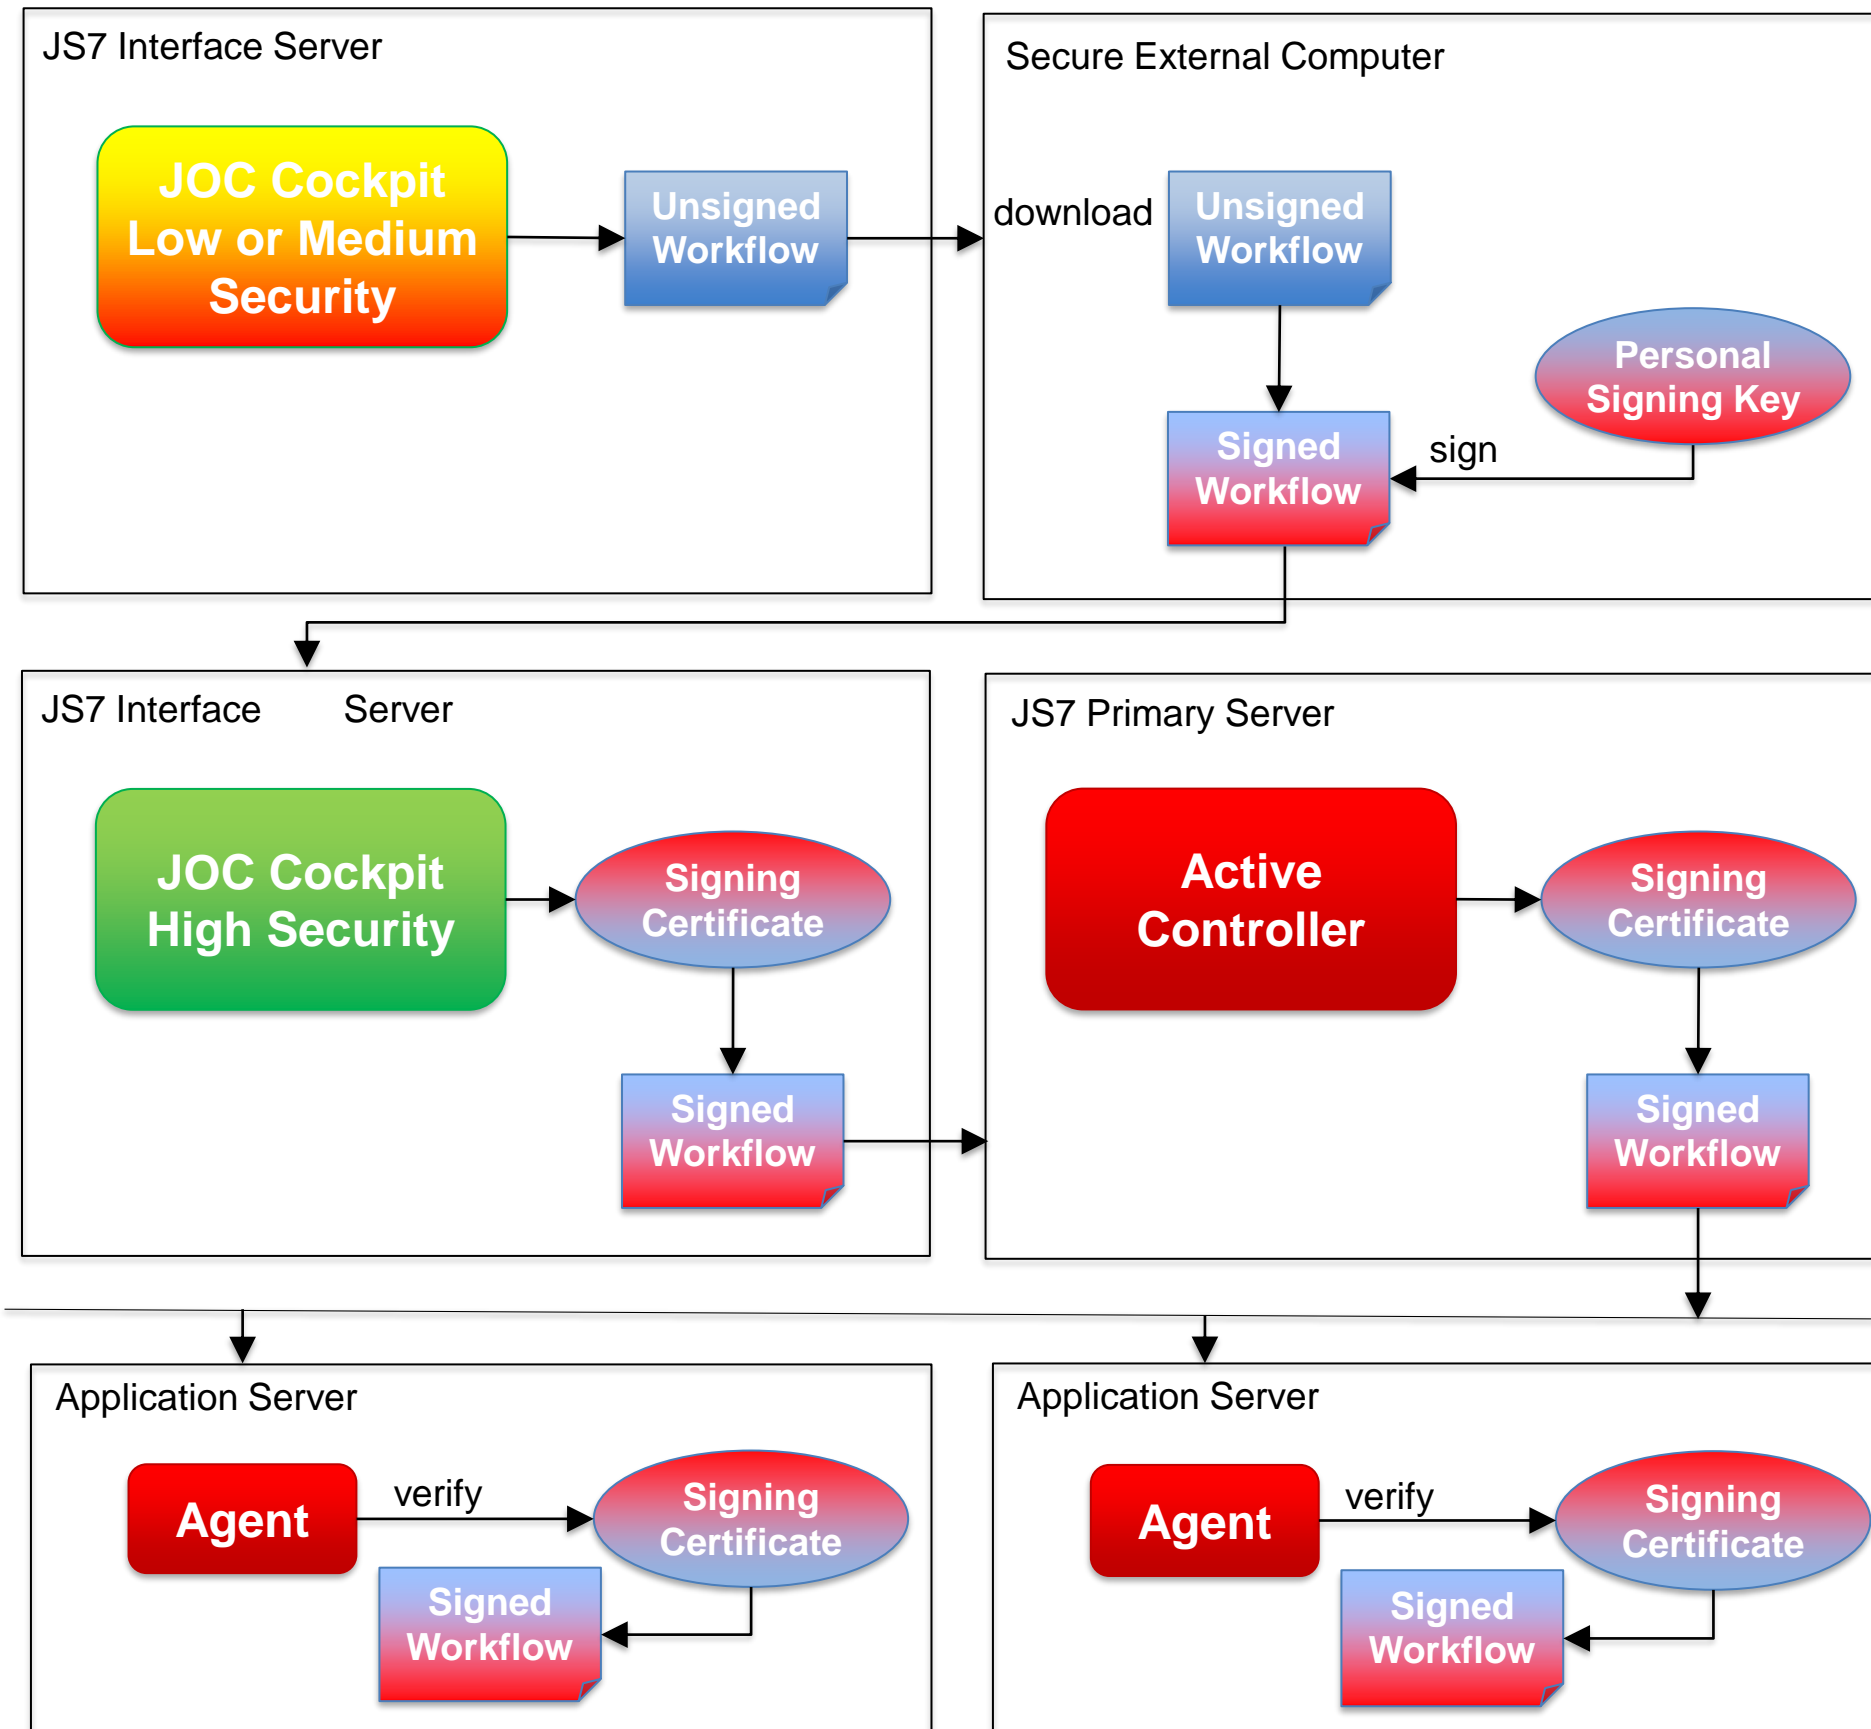 JS7 Interface Server
JOC Cockpit
Low or Medium
Security
Unsigned
Workflow
Secure External Computer
download
Unsigned
Workflow
Personal
Signing Key
sign
Signed
Workflow
JS7 Interface Server
JOC Cockpit
High Security
Signing
Certificate
Signed
Workflow
JS7 Primary Server
Active
Controller
Signing
Certificate
Signed
Workflow
Application Server
Agent
verify
Signing
Certificate
Signed
Workflow
Application Server
Agent
verify
Signing
Certificate
Signed
Workflow